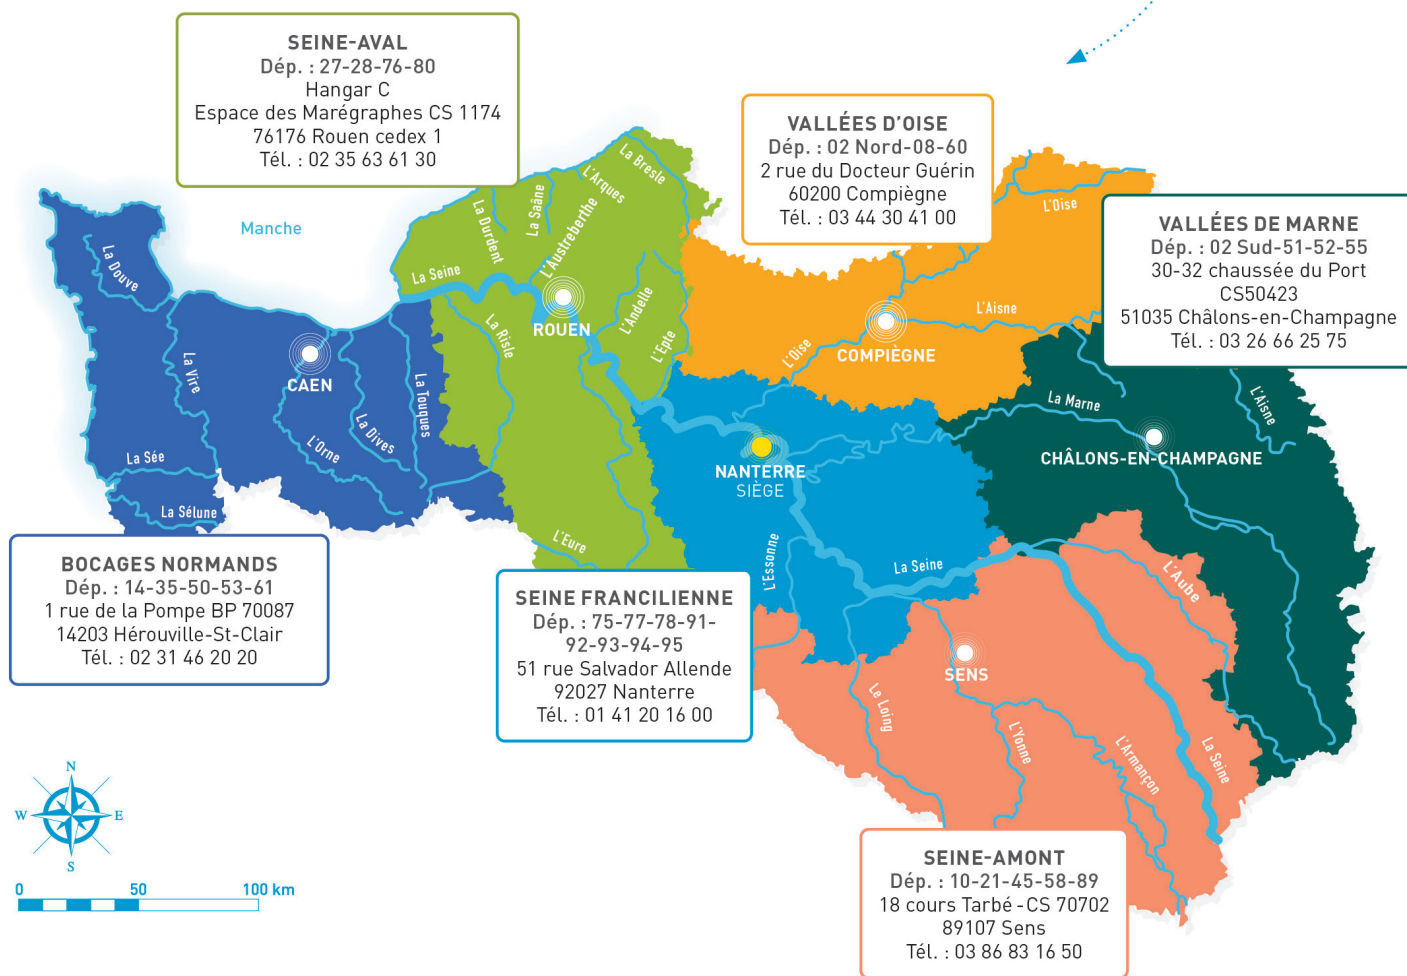 SEINE-AVAL
Dép. : 27-28-76-80
Hangar C
Espace des Marégraphes CS 1174
76176 Rouen cedex 1
Tél. : 02 35 63 61 30
VALLÉES D'OISE
Dép. : 02 Nord-08-60
2 rue du Docteur Guérin
60200 Compiègne
Tél. : 03 44 30 41 00
VALLÉES DE MARNE
Dép. : 02 Sud-51-52-55
30-32 chaussée du Port
CS50423
51035 Châlons-en-Champagne
Tél. : 03 26 66 25 75
Manche
La Douve
La Vire
La Sée
La Sélune
CAEN
L'Orne
La Dives
La Touques
La Seine
La Durdent
La Saâne
L'Austreberthe
L'Arques
La Bresle
ROUEN
La Risle
L'Andelle
L'Epte
L'Eure
L'Oise
L'Aisne
L'Oise
COMPIÈGNE
La Marne
L'Aisne
CHÂLONS-EN-CHAMPAGNE
NANTERRE
SIÈGE
L'Essonne
La Seine
L'Aube
SENS
Le Loing
L'Yonne
L'Armançon
La Seine
BOCAGES NORMANDS
Dép. : 14-35-50-53-61
1 rue de la Pompe BP 70087
14203 Hérouville-St-Clair
Tél. : 02 31 46 20 20
SEINE FRANCILIENNE
Dép. : 75-77-78-91-
92-93-94-95
51 rue Salvador Allende
92027 Nanterre
Tél. : 01 41 20 16 00
SEINE-AMONT
Dép. : 10-21-45-58-89
18 cours Tarbé - CS 70702
89107 Sens
Tél. : 03 86 83 16 50
N
W E
S
0 50 100 km